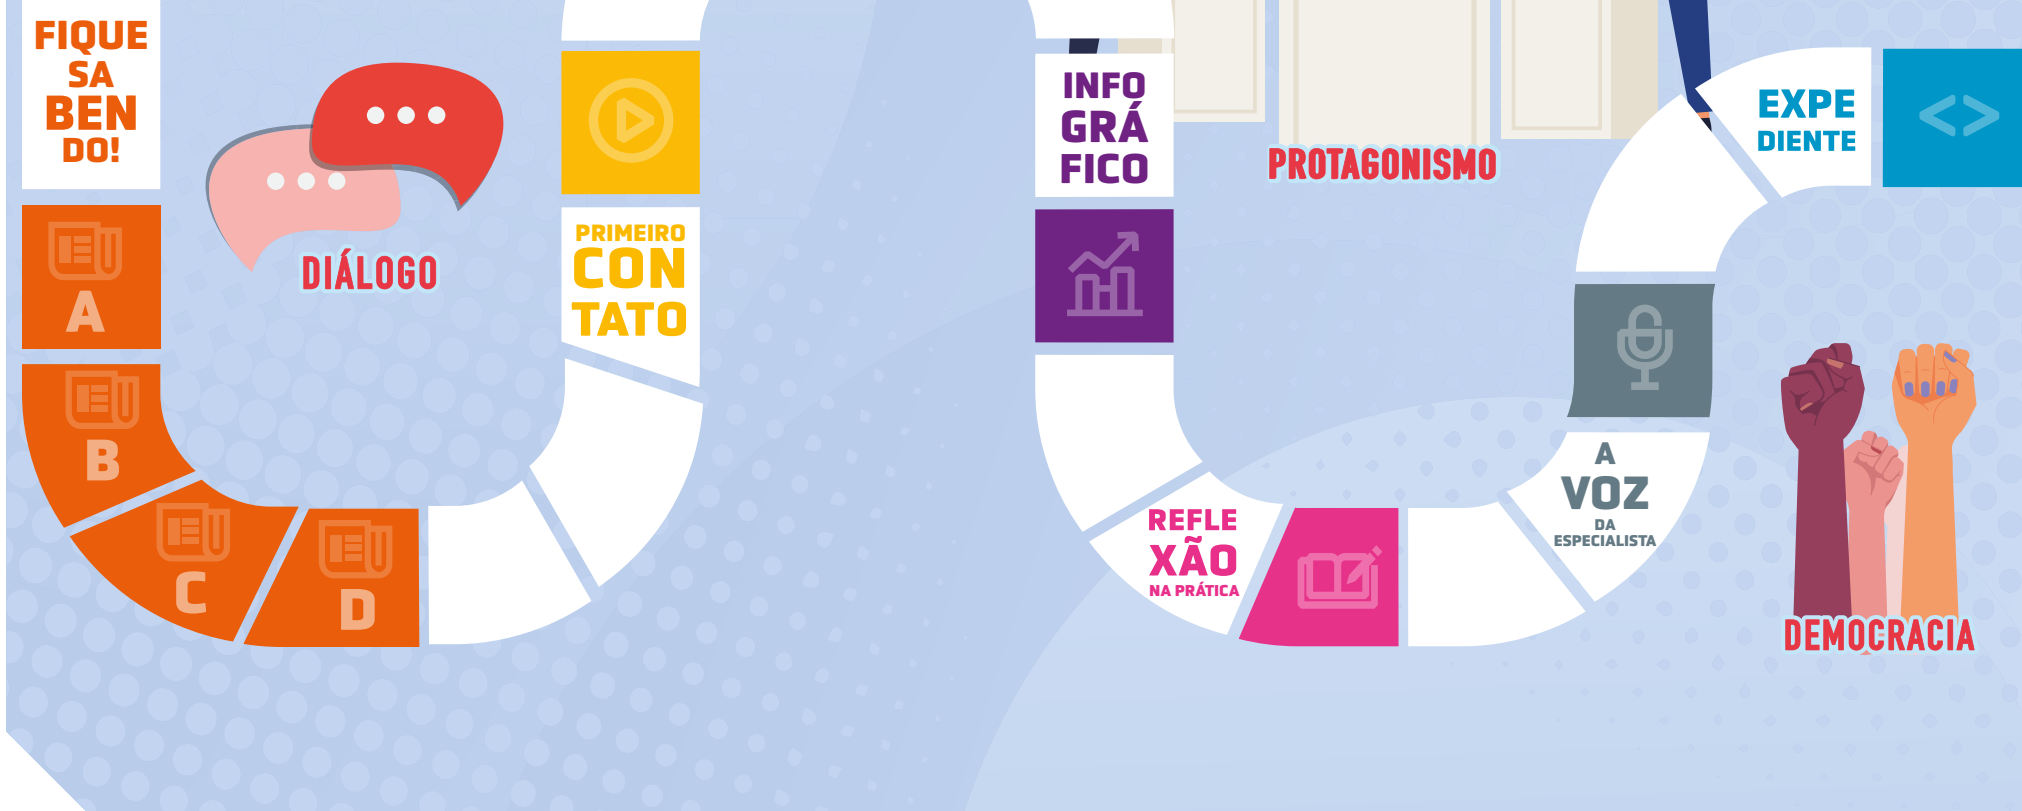 FIQUE
SA
BEN
DO!
A
B
C
D
DIÁLOGO
PRIMEIRO
CON
TATO
INFO
GRÁ
FICO
PROTAGONISMO
REFLE
XÃO
NA PRÁTICA
A
VOZ
DA
ESPECIALISTA
EXPE
DIENTE
<>
DEMOCRACIA